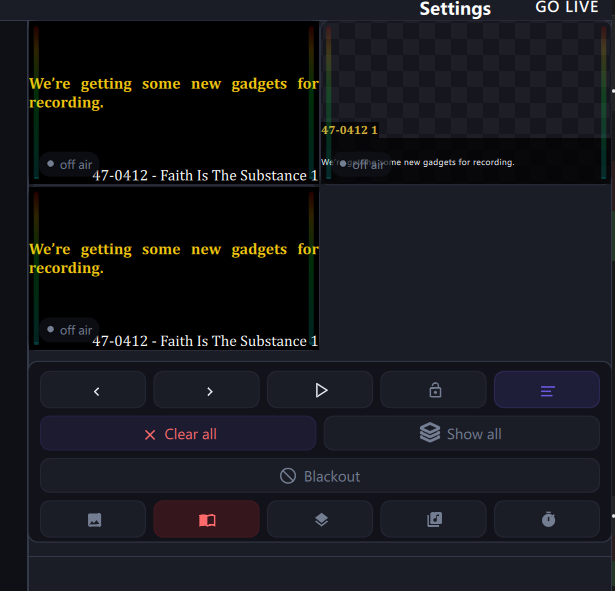 Settings
GO LIVE
We're getting some new gadgets for
recording.
off air
47-0412 - Faith Is The Substance 1
47-0412 1
We're getting some new gadgets for recording.
off air
We're getting some new gadgets for
recording.
off air
47-0412 - Faith Is The Substance 1
Clear all
Show all
Blackout